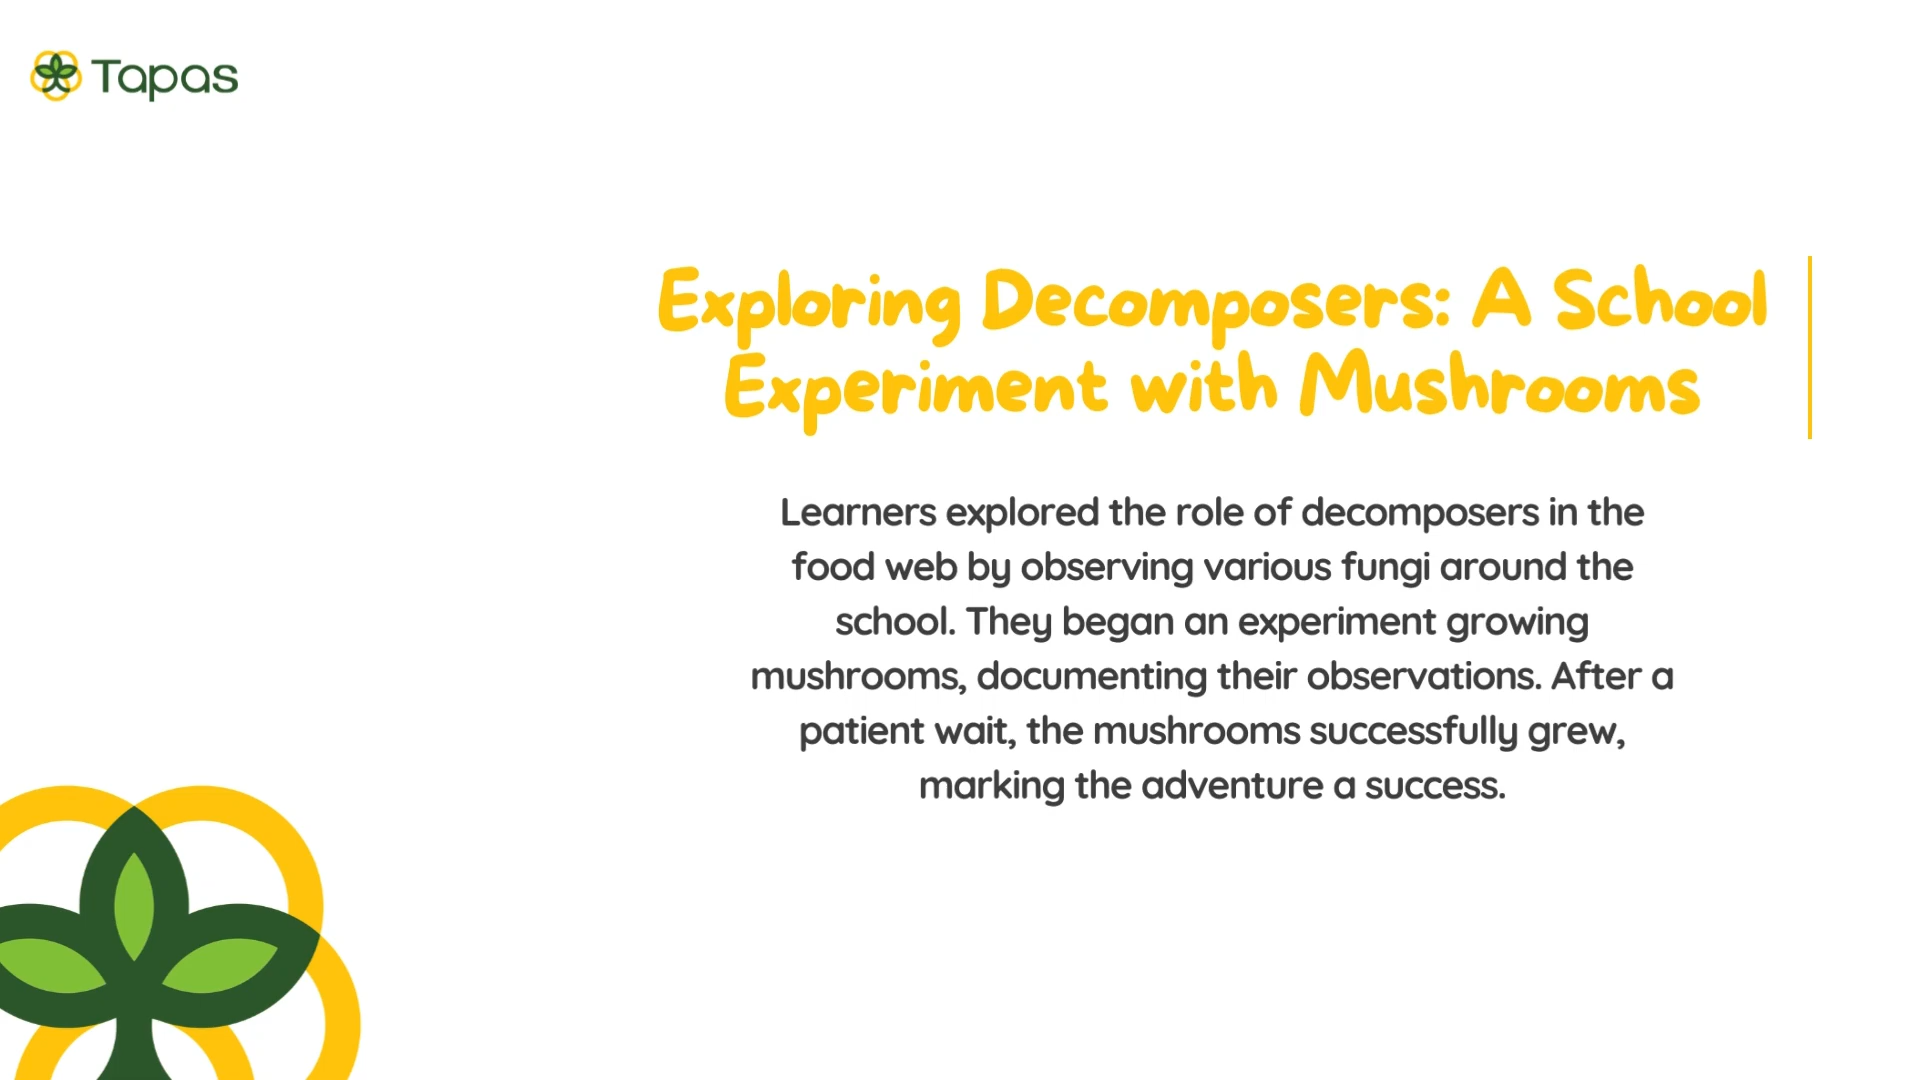 Tapas
Exploring Decomposers: A School
Experiment with Mushrooms
Learners explored the role of decomposers in the
food web by observing various fungi around the
school. They began an experiment growing
mushrooms, documenting their observations. After a
patient wait, the mushrooms successfully grew,
marking the adventure a success.